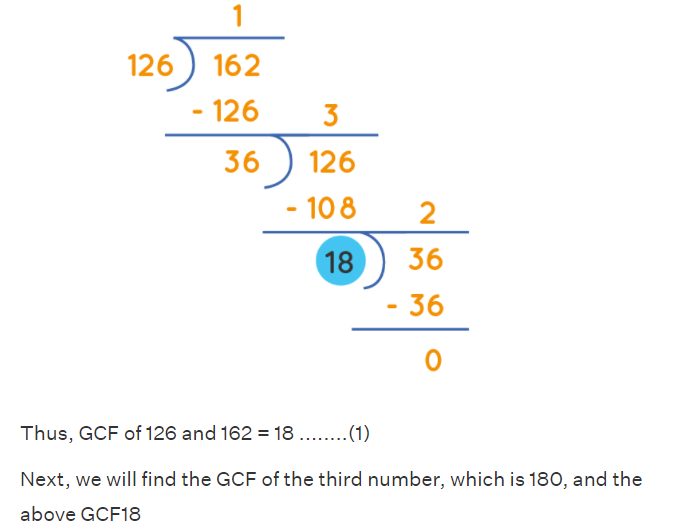 1
126 ) 162
- 126 3
36 ) 126
- 108 2
18 ) 36
- 36
0
Thus, GCF of 126 and 162 = 18 ........(1)
Next, we will find the GCF of the third number, which is 180, and the
above GCF18